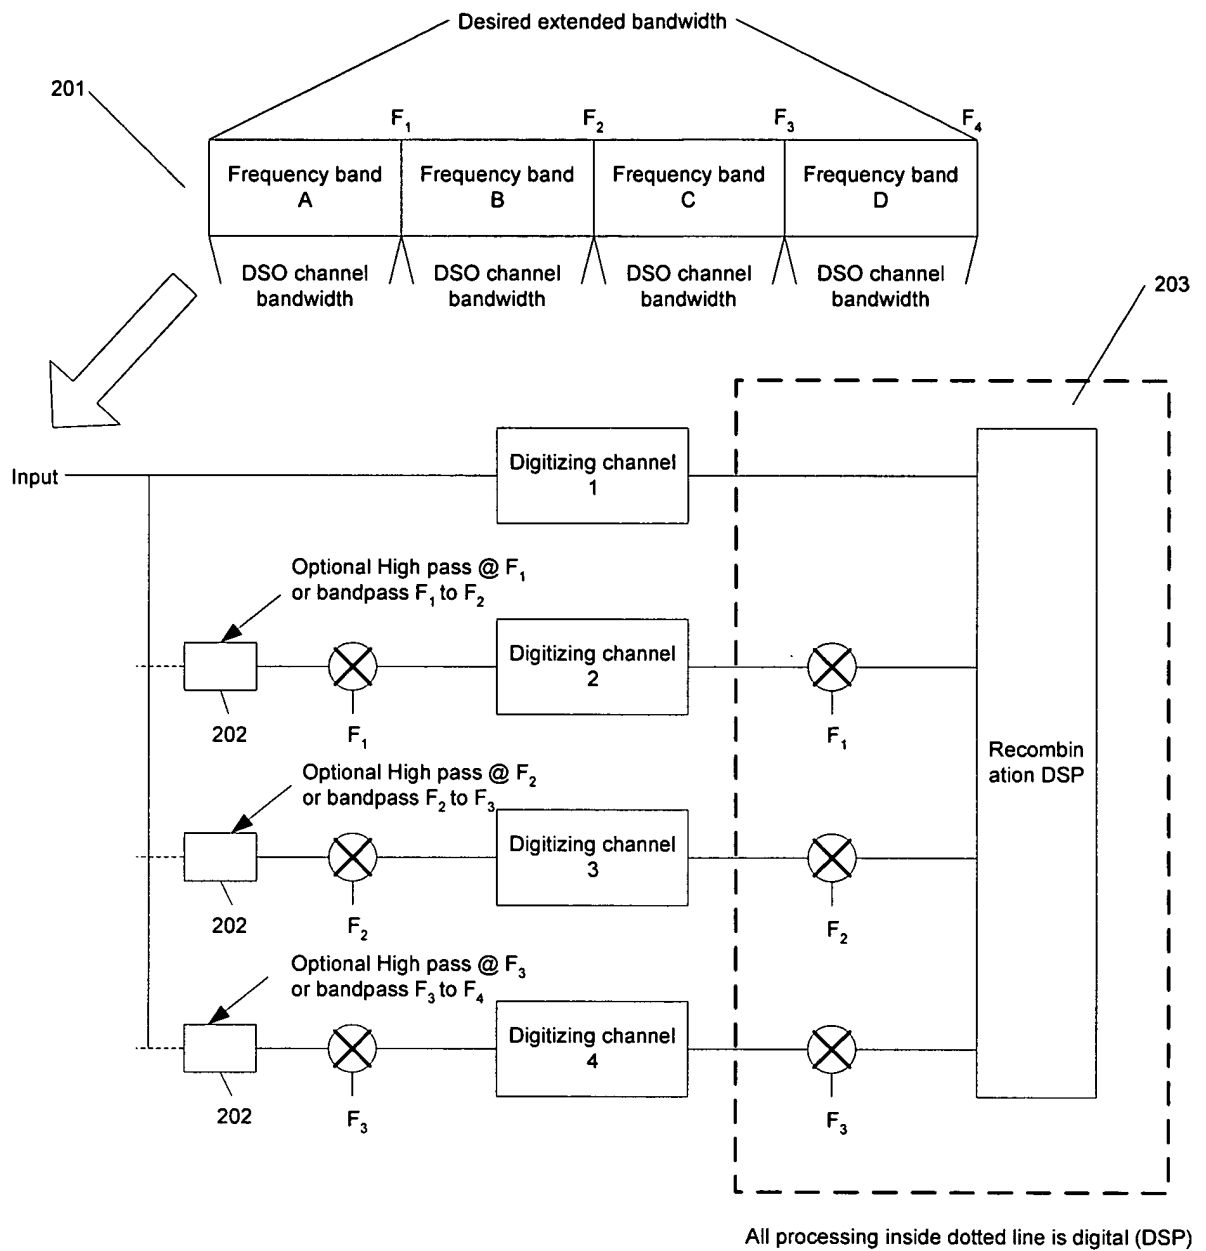 Desired extended bandwidth
201
F1 F2 F3 F4
Frequency band A
Frequency band B
Frequency band C
Frequency band D
DSO channel bandwidth
DSO channel bandwidth
DSO channel bandwidth
DSO channel bandwidth
203
Input
Digitizing channel 1
Optional High pass @ F1
or bandpass F1 to F2
Digitizing channel 2
202
F1
F1
Recombin
ation DSP
Optional High pass @ F2
or bandpass F2 to F3
Digitizing channel 3
202
F2
F2
Optional High pass @ F3
or bandpass F3 to F4
Digitizing channel 4
202
F3
F3
All processing inside dotted line is digital (DSP)